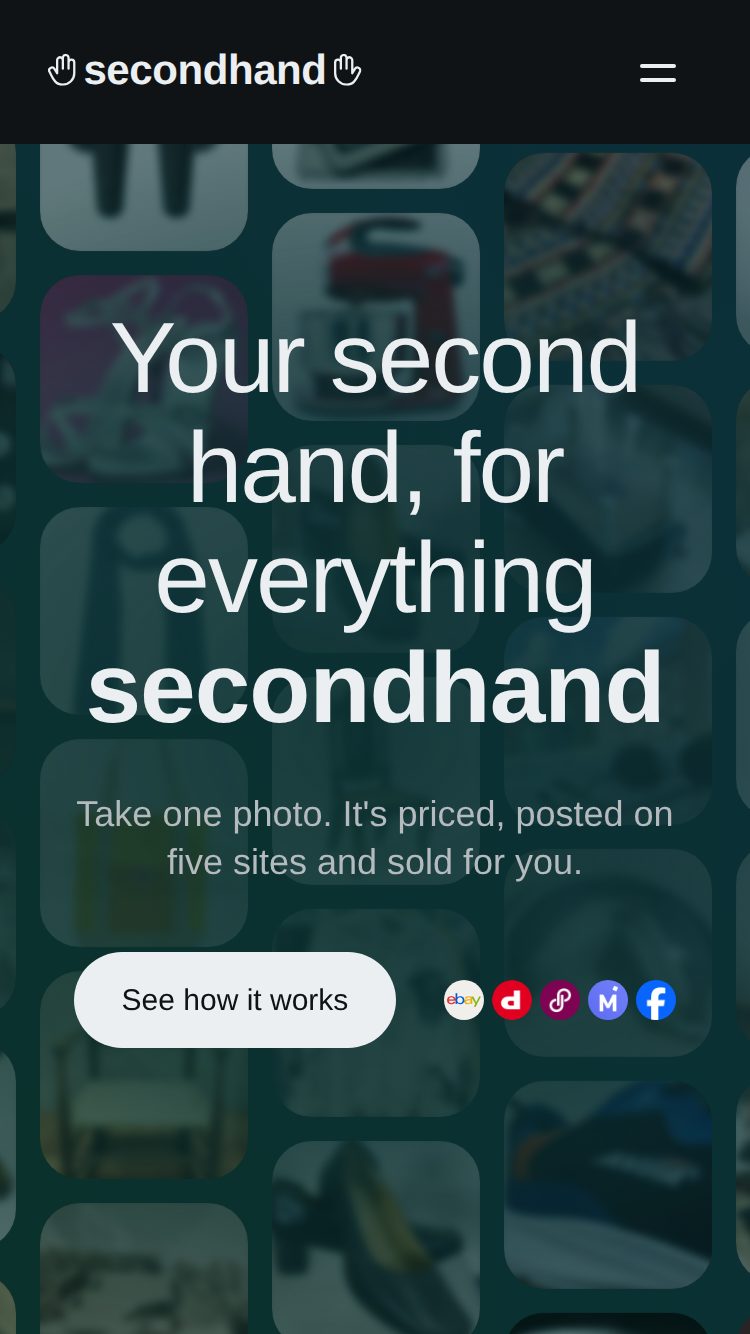 secondhand
Your second
hand, for
everything
secondhand
Take one photo. It's priced, posted on
five sites and sold for you.
See how it works
ebay